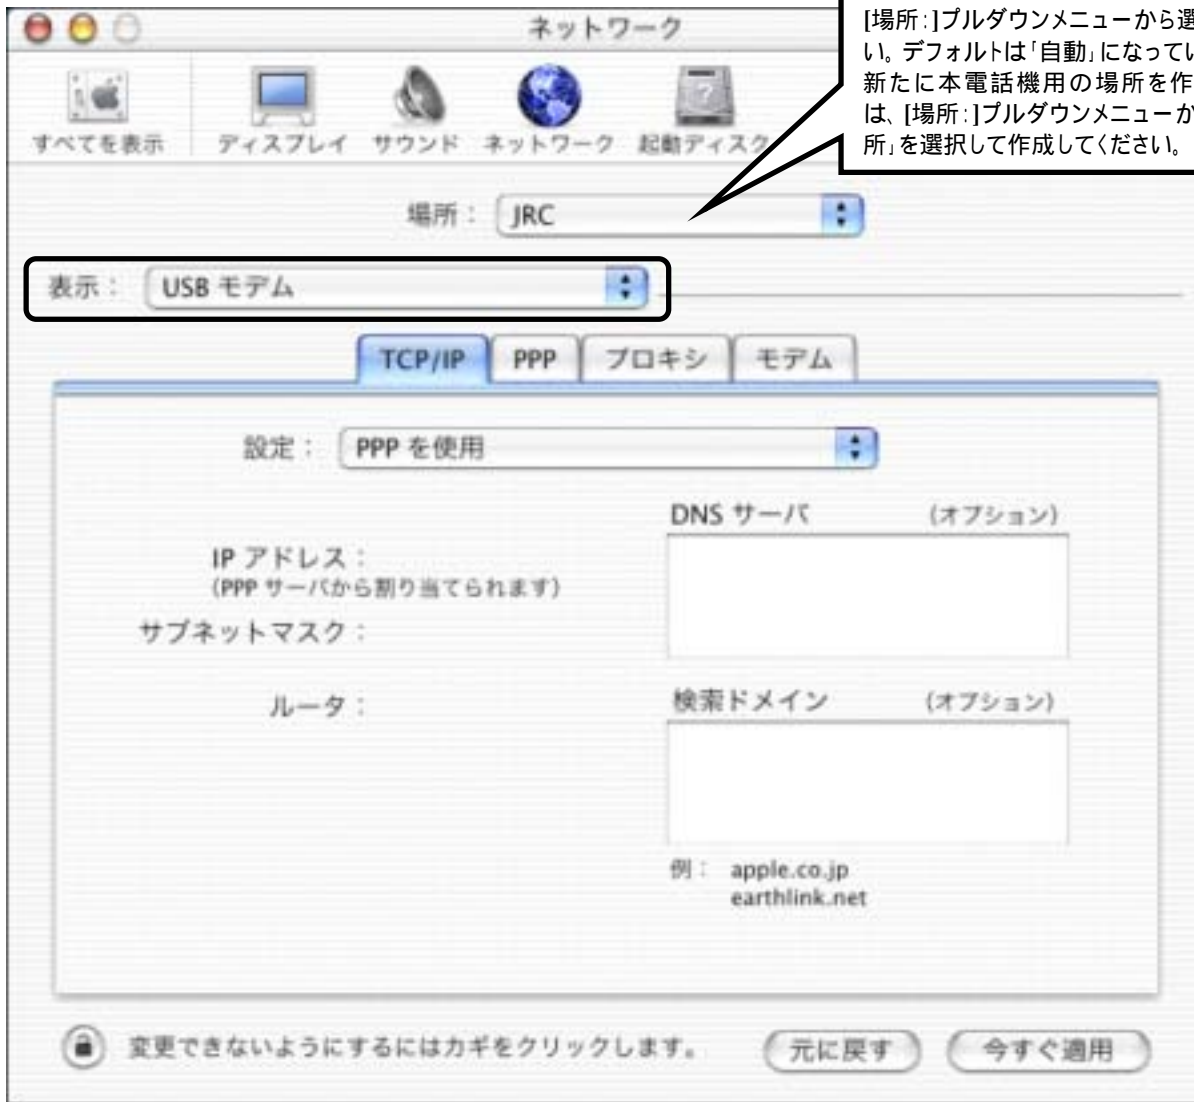 ネットワーク
[場所:]プルダウンメニューから選
い。デフォルトは「自動」になってい
新たに本電話機用の場所を作
は、[場所:]プルダウンメニューか
所」を選択して作成してください。
すべてを表示 ディスプレイ サウンド ネットワーク 起動ディスク
場所： JRC
表示： USB モデム
TCP/IP PPP プロキシ モデム
設定： PPP を使用
DNS サーバ (オプション)
IP アドレス：
(PPP サーバから割り当てられます)
サブネットマスク：
ルータ：
検索ドメイン (オプション)
例： apple.co.jp
earthlink.net
変更できないようにするにはカギをクリックします。 元に戻す 今すぐ適用